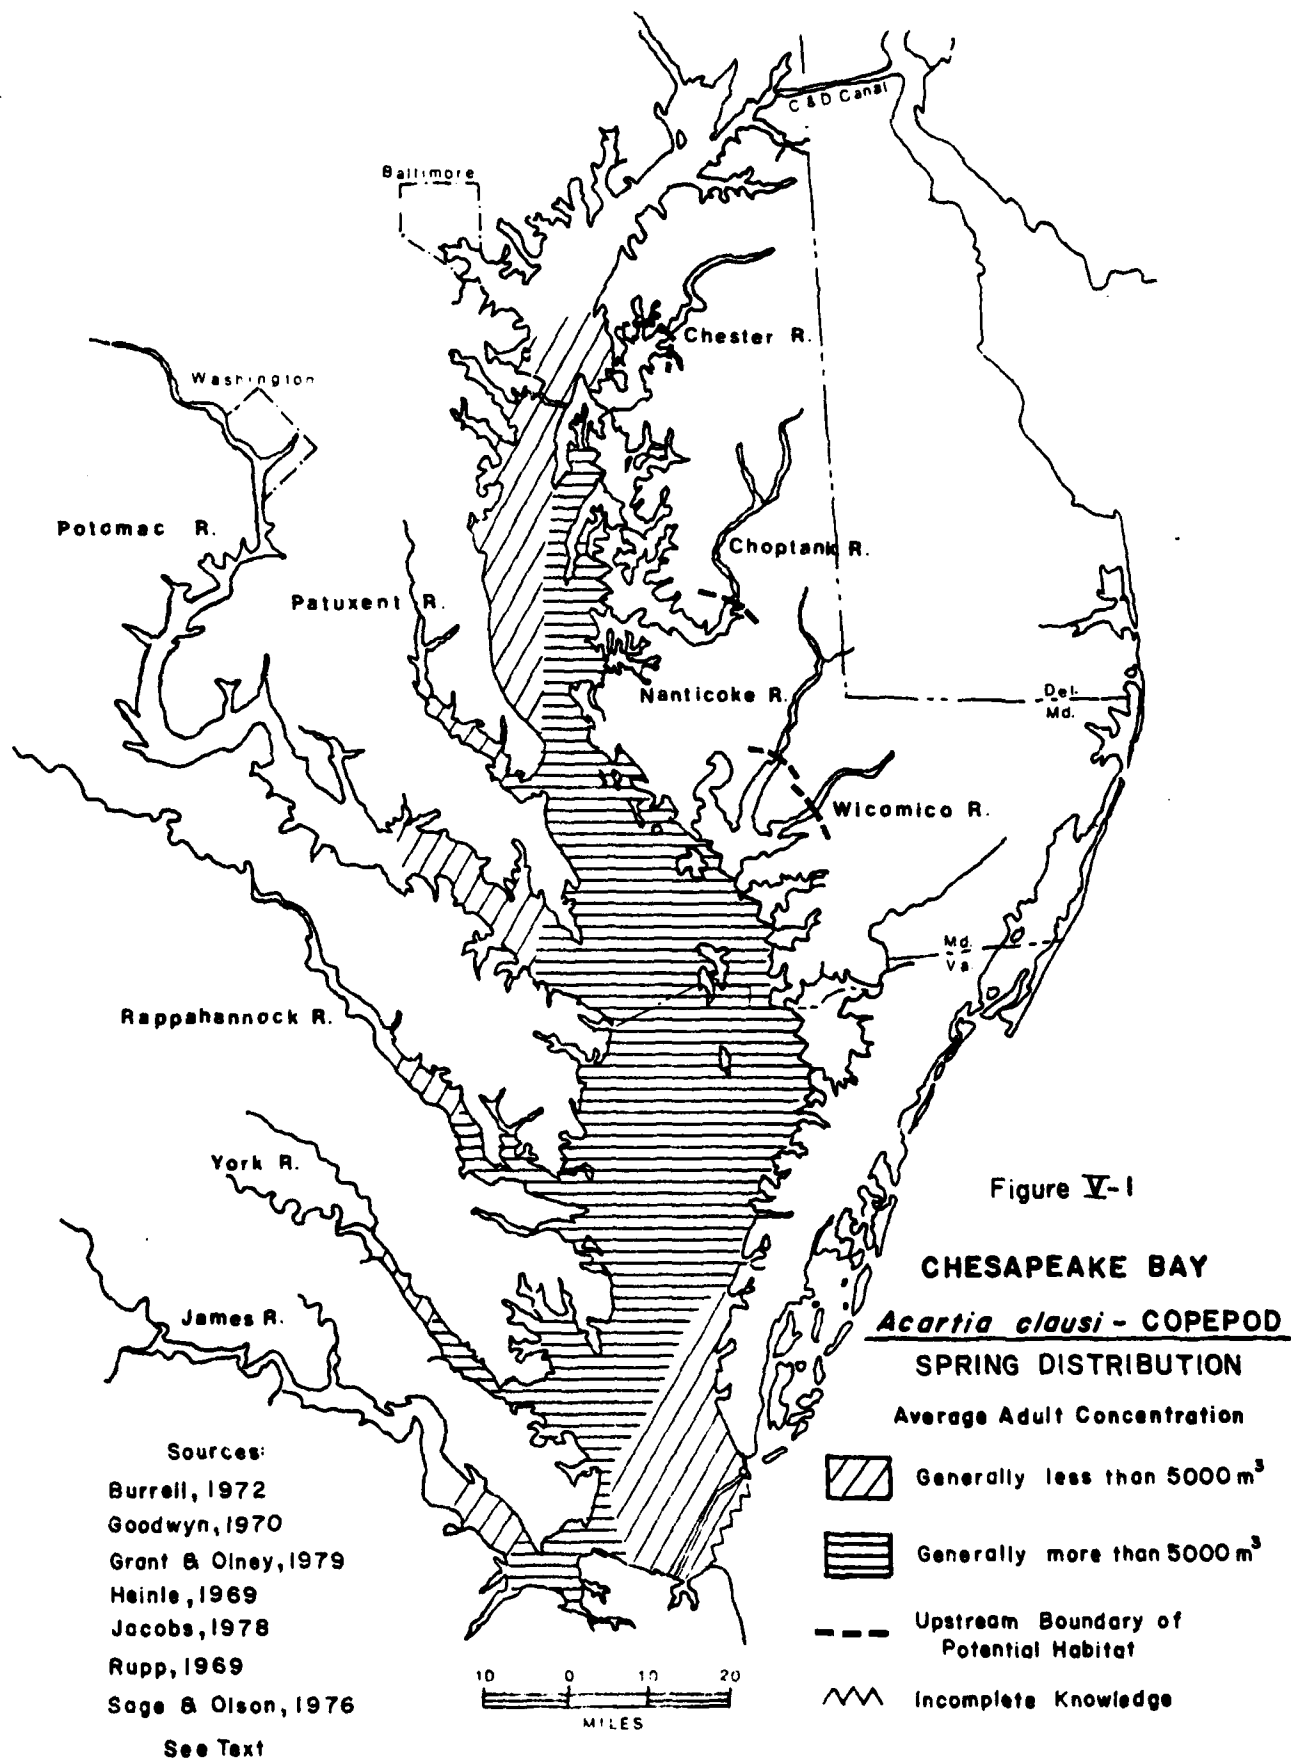 C & D Canal
Baltimore
Chester R.
Washington
Potomac R.
Choptank R.
Patuxent R.
Nanticoke R.
Del.
Md.
Wicomico R.
Md.
Va.
Rappahannock R.
York R.
James R.
Figure V-1
CHESAPEAKE BAY
Acartia clausi - COPEPOD
SPRING DISTRIBUTION
Average Adult Concentration
Generally less than 5000 m³
Generally more than 5000 m³
Upstream Boundary of
Potential Habitat
Incomplete Knowledge
Sources:
Burrell, 1972
Goodwyn, 1970
Grant & Olney, 1979
Heinle, 1969
Jacobs, 1978
Rupp, 1969
Sage & Olson, 1976
See Text
10 0 10 20
MILES